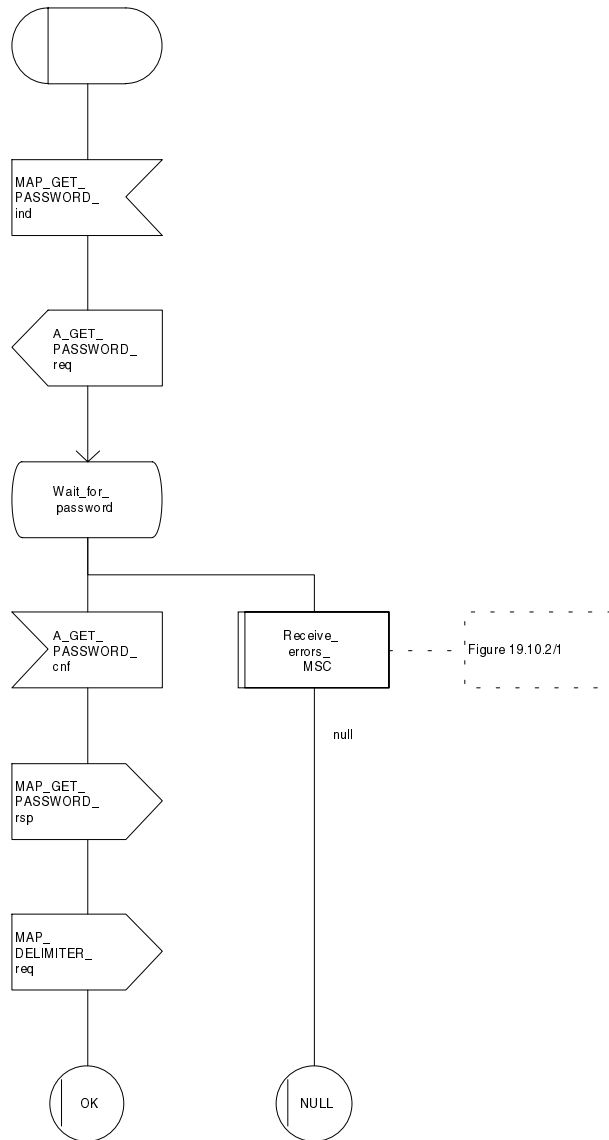 MAP_GET_
PASSWORD_
ind
A_GET_
PASSWORD_
req
Wait_for_
password
A_GET_
PASSWORD_
cnf
Receive_
errors_
MSC
Figure 19.10.2/1
null
MAP_GET_
PASSWORD_
rsp
MAP_
DELIMITER_
req
OK
NULL